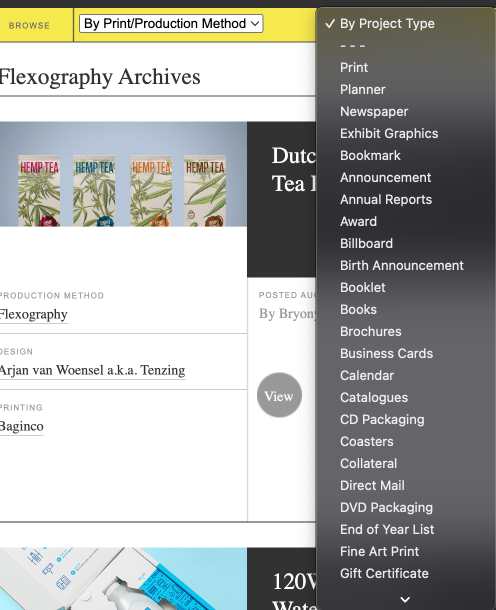 BROWSE
By Print/Production Method
Flexography Archives
HEMP TEA
HEMP TEA
HEMP TEA
HEMP TEA
Dutc
Tea
PRODUCTION METHOD
Flexography
DESIGN
Arjan van Woensel a.k.a. Tenzing
PRINTING
Baginco
POSTED AU
By Bryon
View
120
Wate
✓ By Project Type
- - -
Print
Planner
Newspaper
Exhibit Graphics
Bookmark
Announcement
Annual Reports
Award
Billboard
Birth Announcement
Booklet
Books
Brochures
Business Cards
Calendar
Catalogues
CD Packaging
Coasters
Collateral
Direct Mail
DVD Packaging
End of Year List
Fine Art Print
Gift Certificate